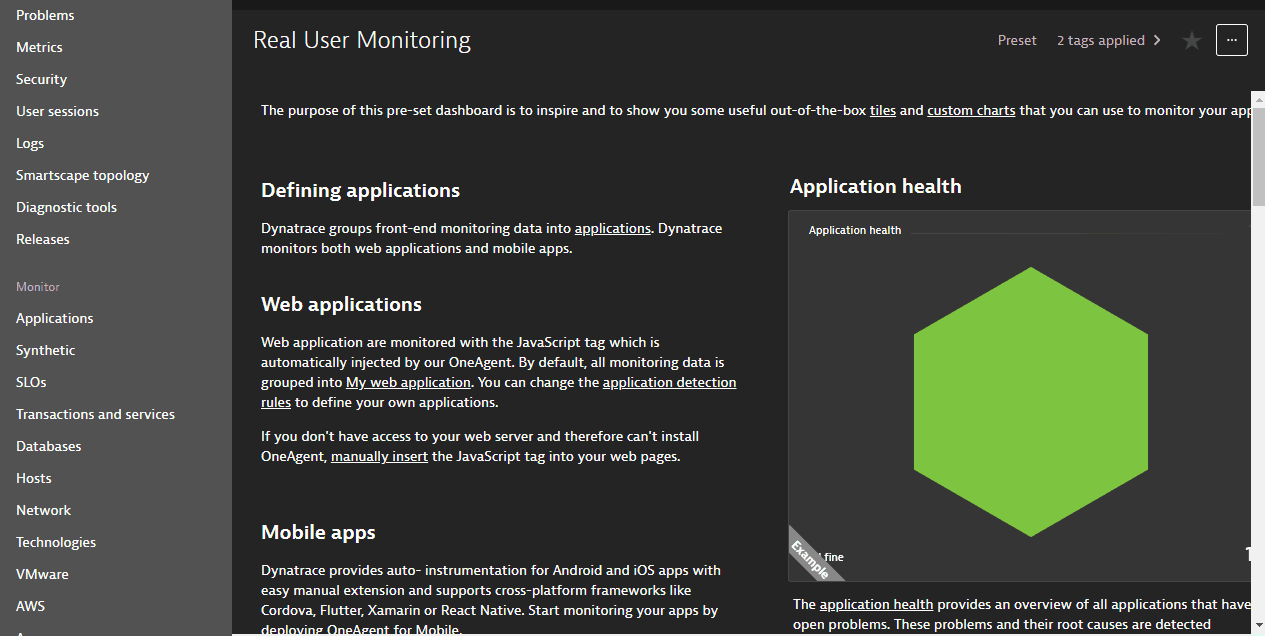 Problems
Metrics
Security
User sessions
Logs
Smartscape topology
Diagnostic tools
Releases
Monitor
Applications
Synthetic
SLOs
Transactions and services
Databases
Hosts
Network
Technologies
VMware
AWS
Real User Monitoring
Preset
2 tags applied
...
The purpose of this pre-set dashboard is to inspire and to show you some useful out-of-the-box tiles and custom charts that you can use to monitor your app
Defining applications
Dynatrace groups front-end monitoring data into applications. Dynatrace
monitors both web applications and mobile apps.
Web applications
Web application are monitored with the JavaScript tag which is
automatically injected by our OneAgent. By default, all monitoring data is
grouped into My web application. You can change the application detection
rules to define your own applications.
If you don't have access to your web server and therefore can't install
OneAgent, manually insert the JavaScript tag into your web pages.
Mobile apps
Dynatrace provides auto- instrumentation for Android and iOS apps with
easy manual extension and supports cross-platform frameworks like
Cordova, Flutter, Xamarin or React Native. Start monitoring your apps by
deploying OneAgent for Mobile.
Application health
Application health
Example
fine
1
The application health provides an overview of all applications that have
open problems. These problems and their root causes are detected